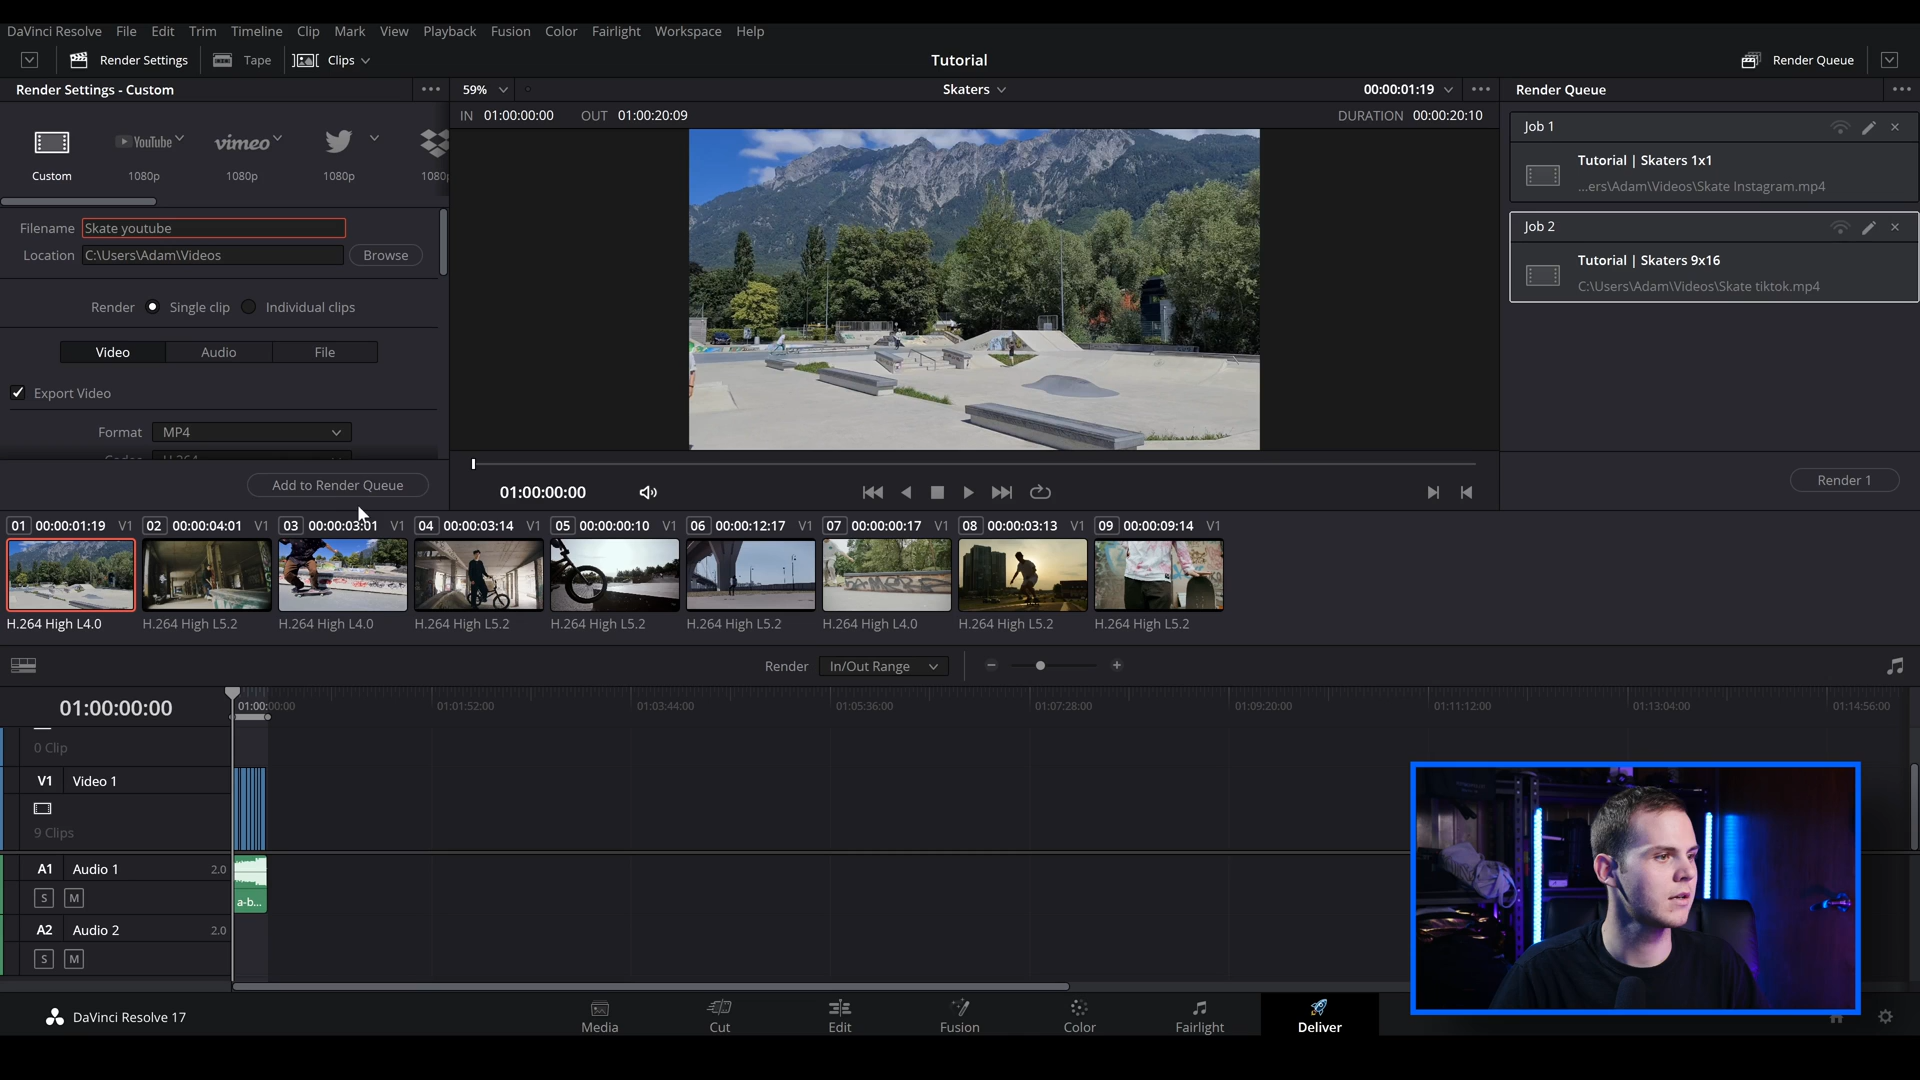 DaVinci Resolve File Edit Trim Timeline Clip Mark View Playback Fusion Color Fairlight Workspace Help
Render Settings Tape Clips Tutorial Render Queue
Render Settings - Custom 59% Skaters 00:00:01:19 Render Queue
IN 01:00:00:00 OUT 01:00:20:09 DURATION 00:00:20:10
Job 1
YouTube vimeo
Custom 1080p 1080p 1080p 1080p
Tutorial | Skaters 1x1
...ers\Adam\Videos\Skate Instagram.mp4
Filename Skate youtube
Job 2
Location C:\Users\Adam\Videos Browse
Tutorial | Skaters 9x16
C:\Users\Adam\Videos\Skate tiktok.mp4
Render Single clip Individual clips
Video Audio File
Export Video
Format MP4
Codec H.264
Add to Render Queue
01:00:00:00
Render 1
01 00:00:01:19 V1 02 00:00:04:01 V1 03 00:00:03:01 V1 04 00:00:03:14 V1 05 00:00:00:10 V1 06 00:00:12:17 V1 07 00:00:00:17 V1 08 00:00:03:13 V1 09 00:00:09:14 V1
H.264 High L4.0 H.264 High L5.2 H.264 High L4.0 H.264 High L5.2 H.264 High L5.2 H.264 High L5.2 H.264 High L4.0 H.264 High L5.2 H.264 High L5.2
Render In/Out Range
01:00:00:00 01:00:00:00 01:01:52:00 01:03:44:00 01:05:36:00 01:07:28:00 01:09:20:00 01:11:12:00 01:13:04:00 01:14:56:00
0 Clip
V1 Video 1
9 Clips
A1 Audio 1 2.0
S M a-b...
A2 Audio 2 2.0
S M
DaVinci Resolve 17 Media Cut Edit Fusion Color Fairlight Deliver